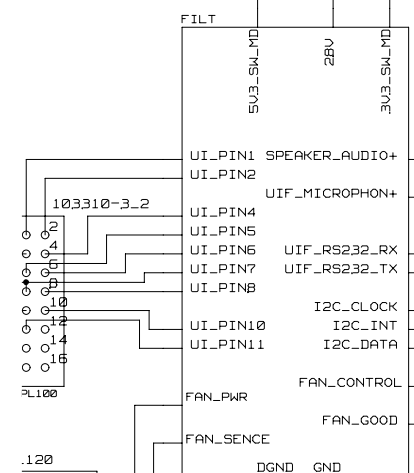 FILT
5V3_SW_MD
28V
3V3_SW_MD
UI_PIN1 SPEAKER_AUDIO+
UI_PIN2
UIF_MICROPHON+
103310-3_2
UI_PIN4
2
UI_PIN5
4
UI_PIN6 UIF_RS232_RX
6
UI_PIN7 UIF_RS232_TX
8
UI_PIN8
10
I2C_CLOCK
12
UI_PIN10 I2C_INT
14
UI_PIN11 I2C_DATA
16
FAN_CONTROL
PL100
FAN_PWR
FAN_GOOD
FAN_SENCE
.120
DGND GND